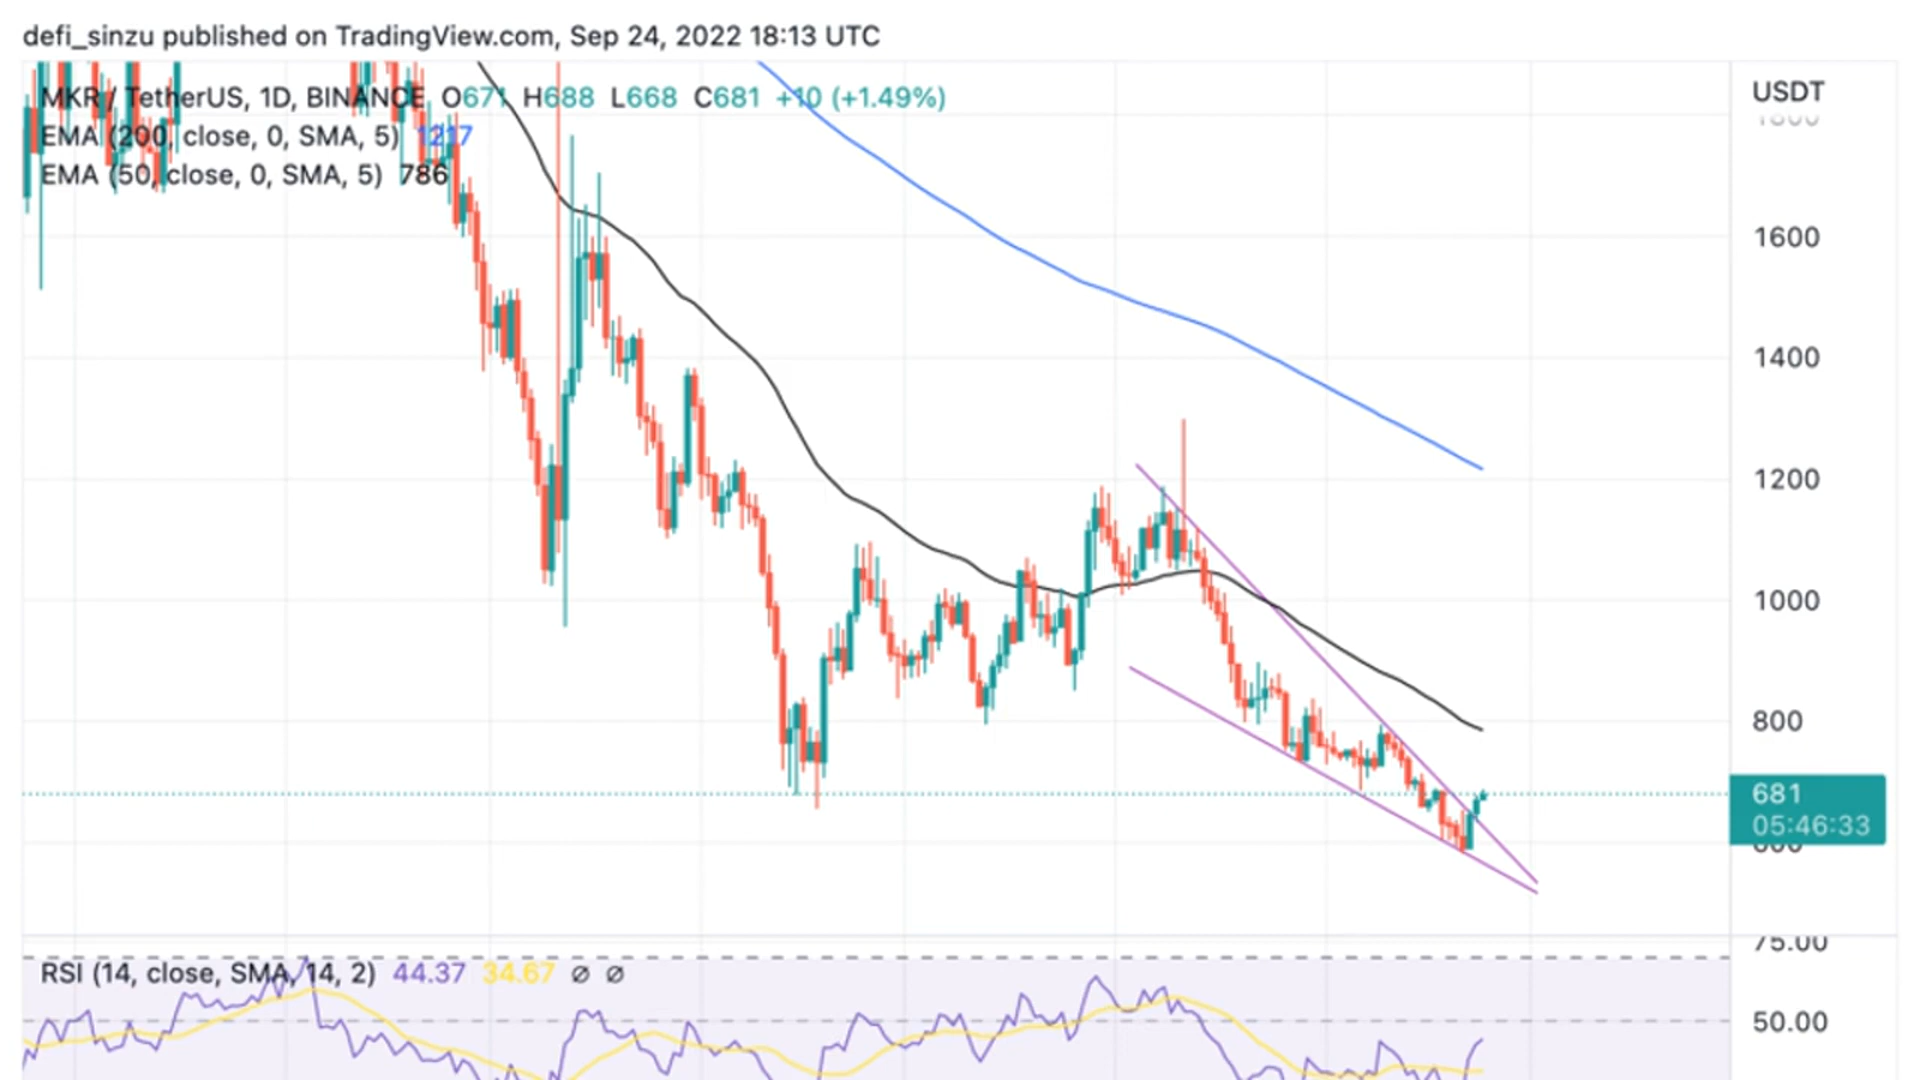 defi_sinzu published on TradingView.com, Sep 24, 2022 18:13 UTC
MKR / TetherUS, 1D, BINANCE O671 H688 L668 C681 +10 (+1.49%)
EMA (200, close, 0, SMA, 5) 1217
EMA (50, close, 0, SMA, 5) 786
USDT
1800
1600
1400
1200
1000
800
681
05:46:33
600
75.00
RSI (14, close, SMA, 14, 2) 44.37 34.67 ∅ ∅
50.00